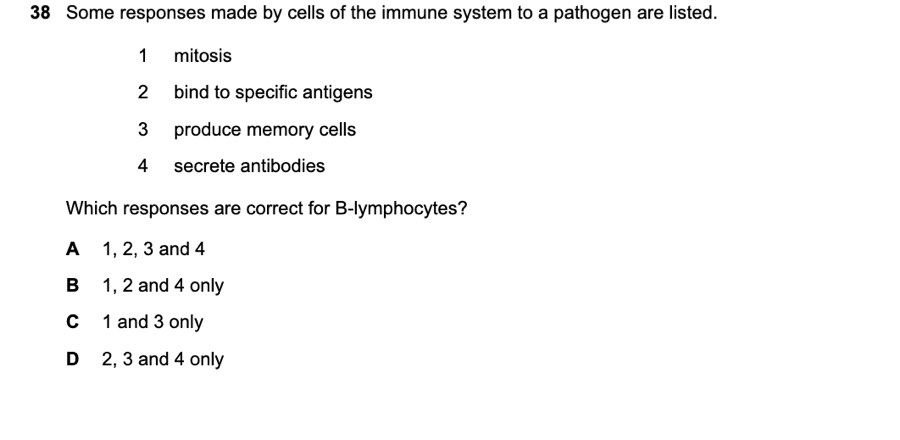 38 Some responses made by cells of the immune system to a pathogen are listed.
1 mitosis
2 bind to specific antigens
3 produce memory cells
4 secrete antibodies
Which responses are correct for B-lymphocytes?
A 1, 2, 3 and 4
B 1, 2 and 4 only
C 1 and 3 only
D 2, 3 and 4 only